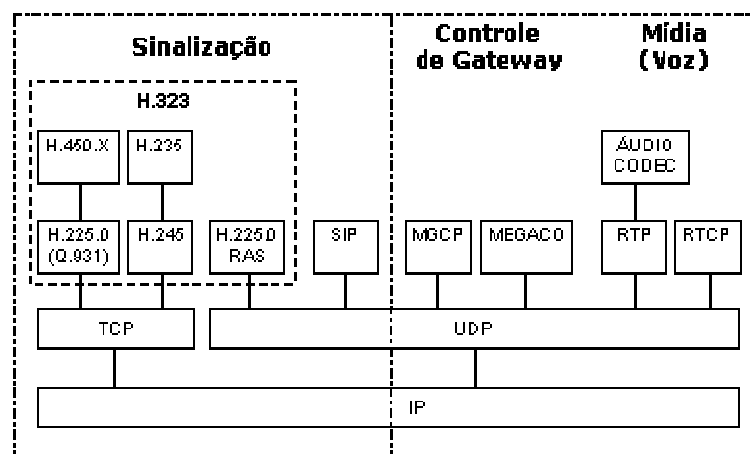 Sinalização
Controle
de Gateway
Mídia
(Voz)
H.323
H.450.X
H.235
ÁUDIO
CODEC
H.225.0
(Q.931)
H.245
H.225.0
RAS
SIP
MGCP
MEGACO
RTP
RTCP
TCP
UDP
IP